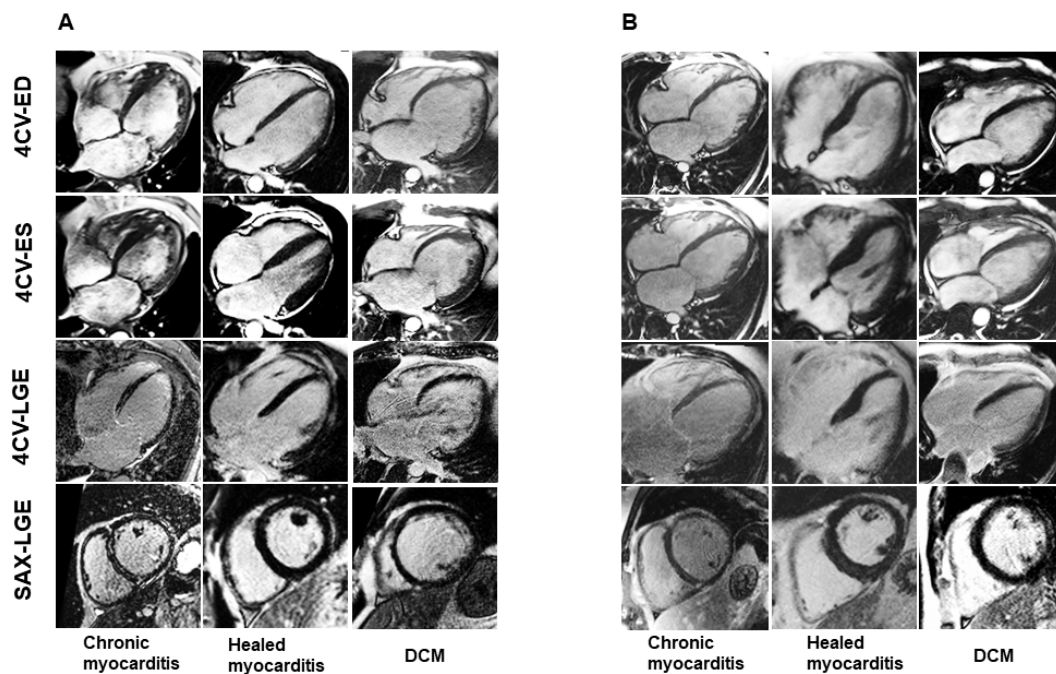 A
B
4CV-ED
4CV-ES
4CV-LGE
SAX-LGE
Chronic
myocarditis
Healed
myocarditis
DCM
Chronic
myocarditis
Healed
myocarditis
DCM